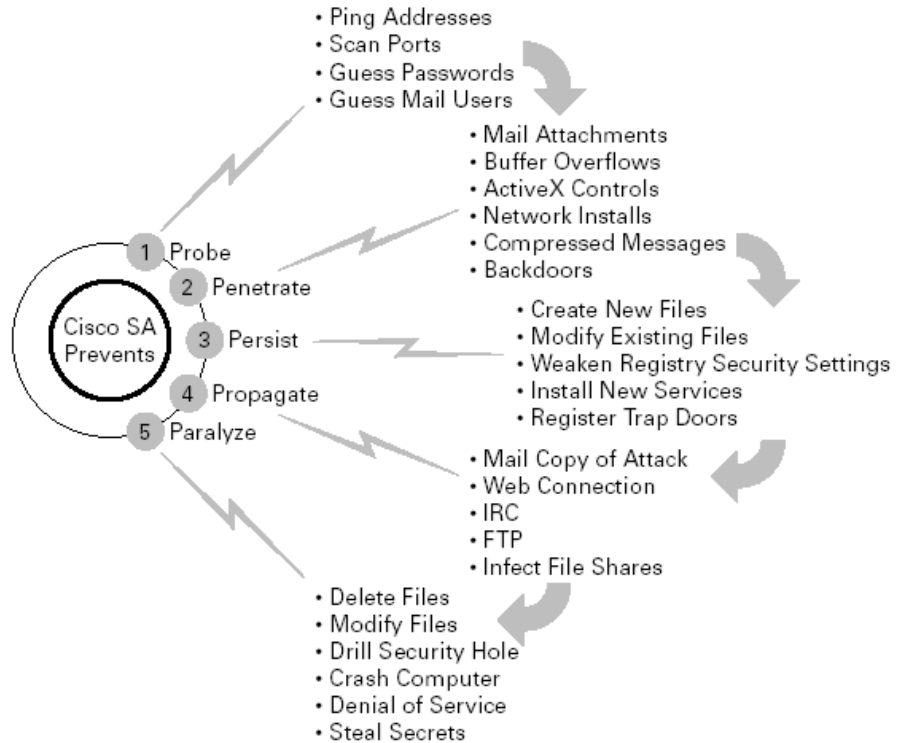 • Ping Addresses
• Scan Ports
• Guess Passwords
• Guess Mail Users
• Mail Attachments
• Buffer Overflows
• ActiveX Controls
• Network Installs
• Compressed Messages
• Backdoors
1 Probe
2 Penetrate
Cisco SA
Prevents
3 Persist
4 Propagate
5 Paralyze
• Create New Files
• Modify Existing Files
• Weaken Registry Security Settings
• Install New Services
• Register Trap Doors
• Mail Copy of Attack
• Web Connection
• IRC
• FTP
• Infect File Shares
• Delete Files
• Modify Files
• Drill Security Hole
• Crash Computer
• Denial of Service
• Steal Secrets